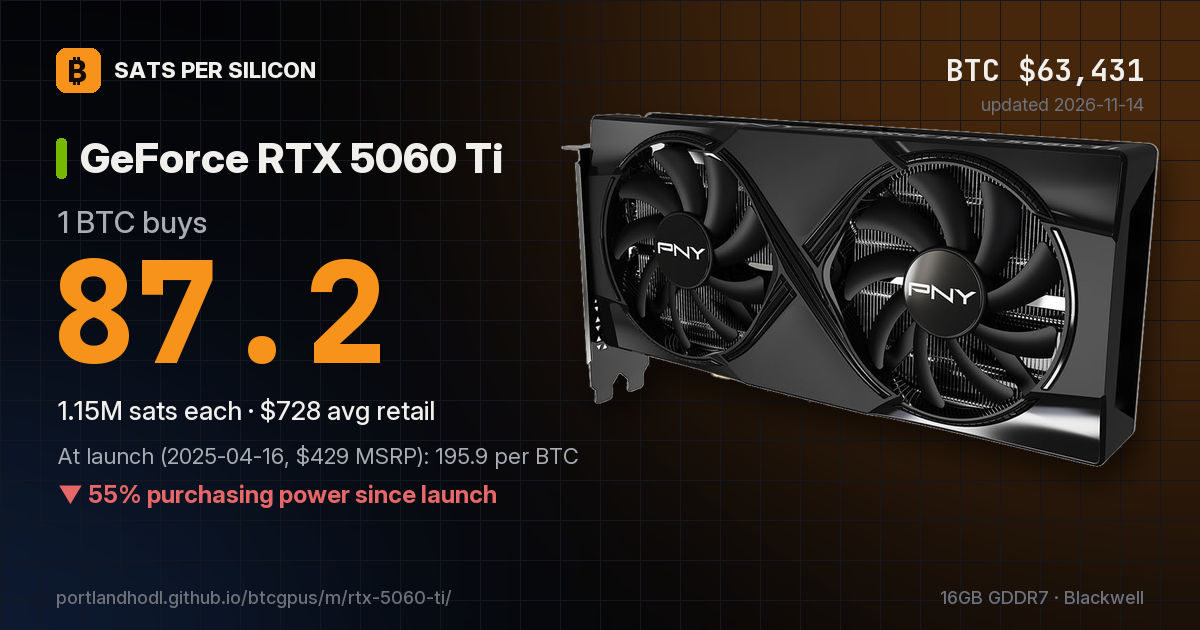 SATS PER SILICON
BTC $63,431
updated 2026-11-14
GeForce RTX 5060 Ti
1 BTC buys
87.2
1.15M sats each · $728 avg retail
At launch (2025-04-16, $429 MSRP): 195.9 per BTC
▼ 55% purchasing power since launch
PNY
PNY
portlandhodl.github.io/btcgpus/m/rtx-5060-ti/
16GB GDDR7 · Blackwell